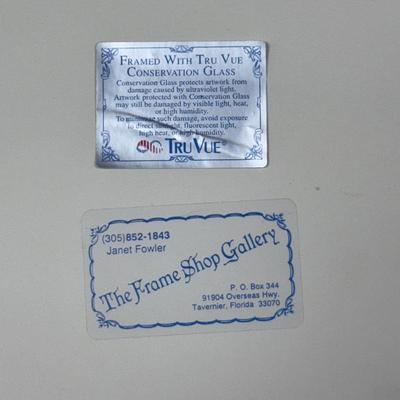 FRAMED WITH TRU VUE
CONSERVATION GLASS
Conservation Glass protects artwork from
damage caused by ultraviolet light.
Artwork protected with Conservation Glass
may still be damaged by visible light, heat,
or high humidity.
To minimize such damage, avoid exposure
to direct sunlight, fluorescent light,
high heat, or high humidity.
TRU VUE®
(305)852-1843
Janet Fowler
The Frame Shop Gallery
P. O. Box 344
91904 Overseas Hwy.
Tavernier, Florida 33070